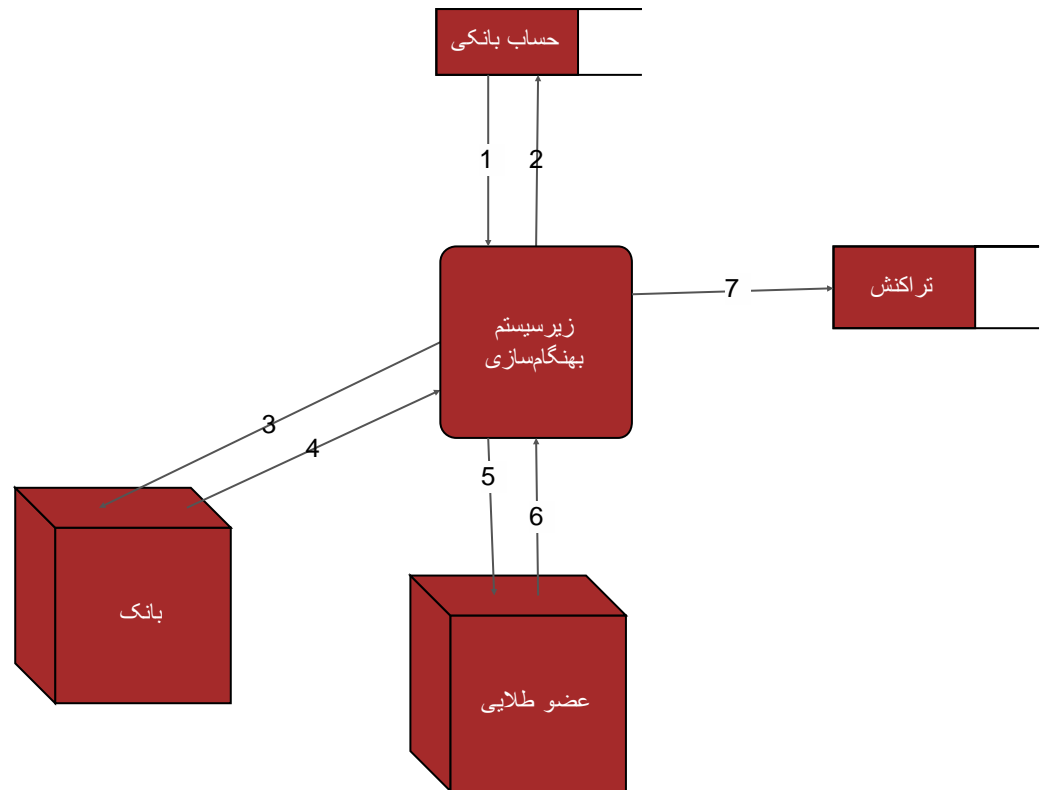 حساب بانکی
1
2
7
تراکنش
زیرسیستم
بهنگام‌سازی
3
4
5
6
بانک
عضو طلایی